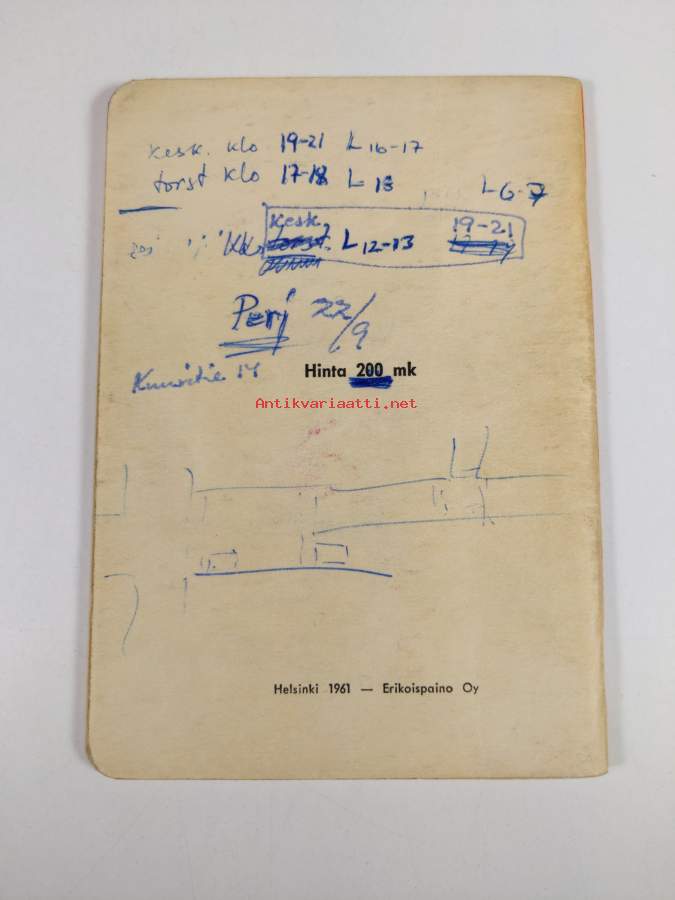 kesk. klo 19-21 L 16-17
torst klo 17-18 L 18
L 6-7
kesk. L 12-13 19-21
Perj 22/9
Hinta 200 mk
Antikvariaatti.net
Helsinki 1961 — Erikoispaino Oy